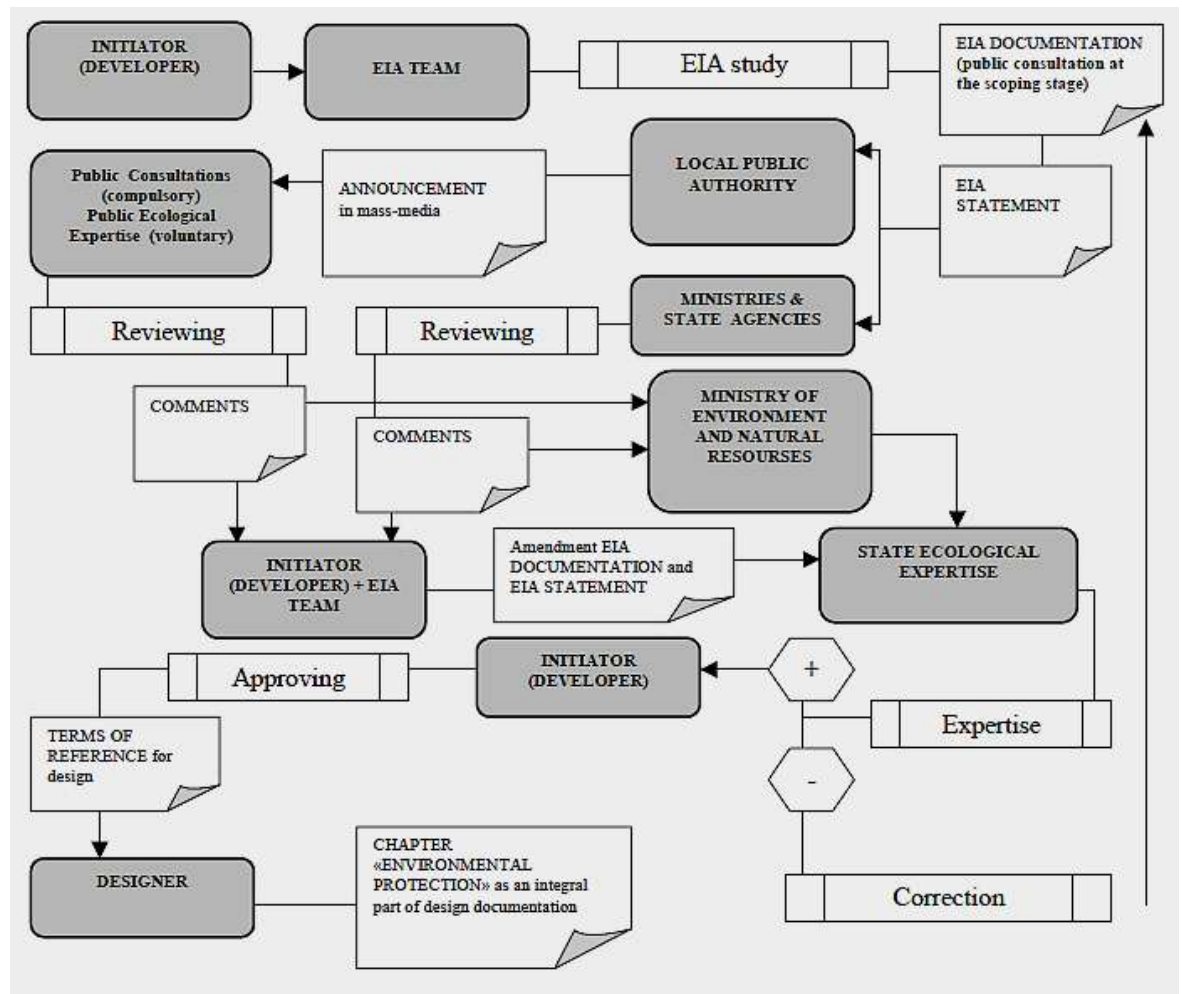 INITIATOR
(DEVELOPER)
EIA TEAM
EIA study
EIA DOCUMENTATION
(public consultation at
the scoping stage)
Public Consultations
(compulsory)
Public Ecological
Expertise (voluntary)
ANNOUNCEMENT
in mass-media
LOCAL PUBLIC
AUTHORITY
EIA
STATEMENT
MINISTRIES &
STATE AGENCIES
Reviewing
Reviewing
COMMENTS
COMMENTS
MINISTRY OF
ENVIRONMENT
AND NATURAL
RESOURSES
INITIATOR
(DEVELOPER) + EIA
TEAM
Amendment EIA
DOCUMENTATION and
EIA STATEMENT
STATE ECOLOGICAL
EXPERTISE
Approving
INITIATOR
(DEVELOPER)
+
Expertise
-
TERMS OF
REFERENCE for
design
DESIGNER
CHAPTER
«ENVIRONMENTAL
PROTECTION» as an integral
part of design documentation
Correction